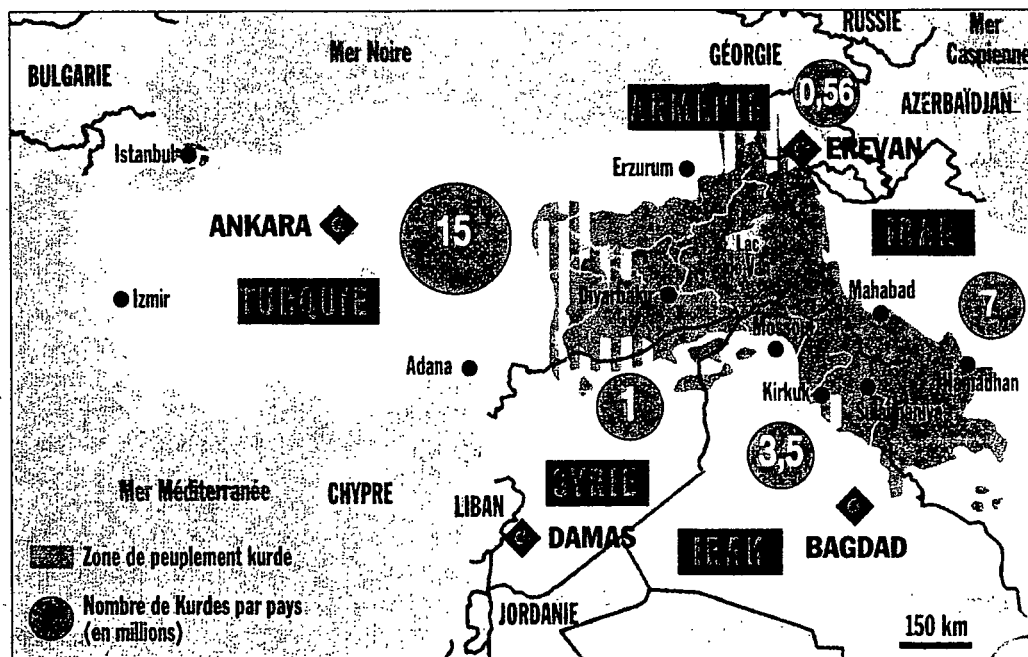 RUSSIE
Mer
Caspienne
Mer Noire
GÉORGIE
BULGARIE
ARMÉNIE
0,56
AZERBAÏDJAN
Istanbul
EREVAN
Erzurum
ANKARA
15
IRAN
Lac
Van
TURQUIE
Izmir
Diyarbakir
Mahabad
7
Mossoul
Adana
Hamadhan
Kirkuk
1
3,5
SYRIE
Mer Méditerranée
CHYPRE
LIBAN
DAMAS
IRAK
BAGDAD
Zone de peuplement kurde
Nombre de Kurdes par pays
(en millions)
JORDANIE
150 km